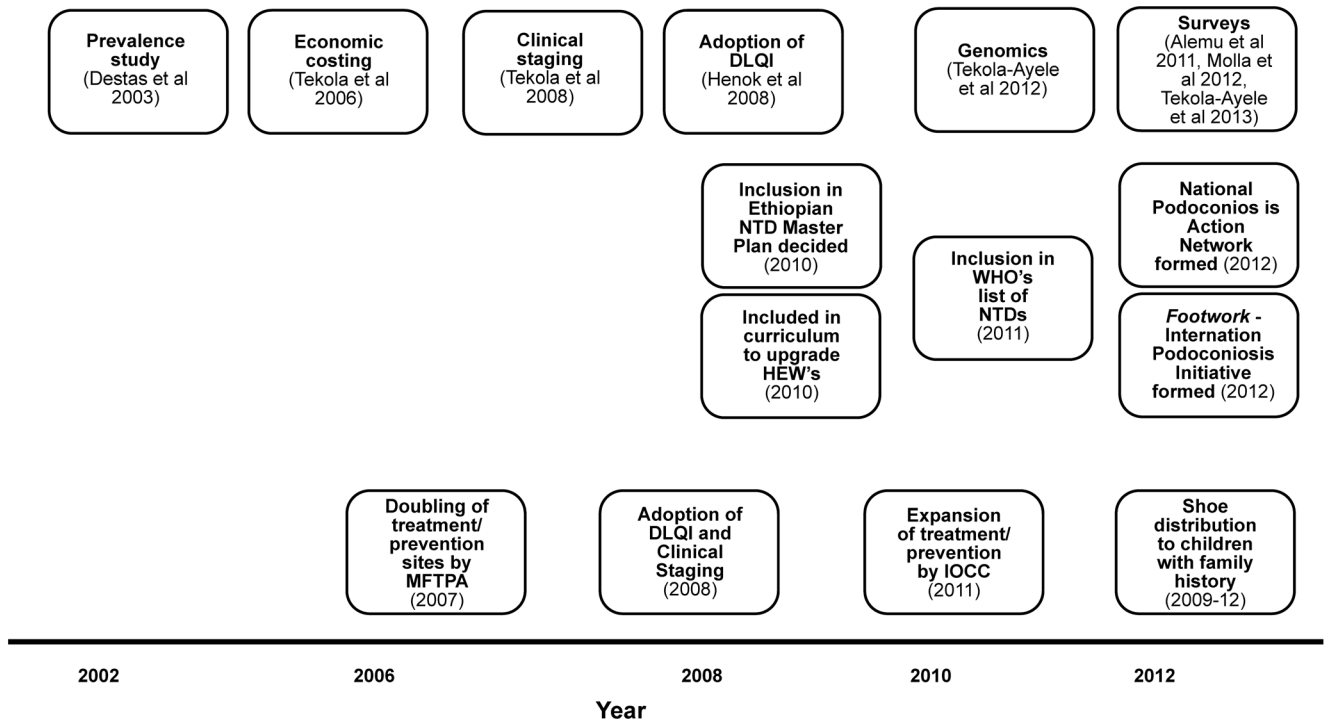 Prevalence
study
(Destas et al
2003)
Economic
costing
(Tekola et al
2006)
Clinical
staging
(Tekola et al
2008)
Adoption of
DLQI
(Henok et al
2008)
Genomics
(Tekola-Ayele
et al 2012)
Surveys
(Alemu et al
2011, Molla et
al 2012,
Tekola-Ayele
et al 2013)
Inclusion in
Ethiopian
NTD Master
Plan decided
(2010)
Included in
curriculum
to upgrade
HEW's
(2010)
Inclusion in
WHO's
list of
NTDs
(2011)
National
Podoconios is
Action
Network
formed (2012)
Footwork -
Internation
Podoconiosis
Initiative
formed (2012)
Doubling of
treatment/
prevention
sites by
MFTPA
(2007)
Adoption of
DLQI and
Clinical
Staging
(2008)
Expansion
of treatment/
prevention
by IOCC
(2011)
Shoe
distribution
to children
with family
history
(2009-12)
2002 2006 2008 2010 2012
Year